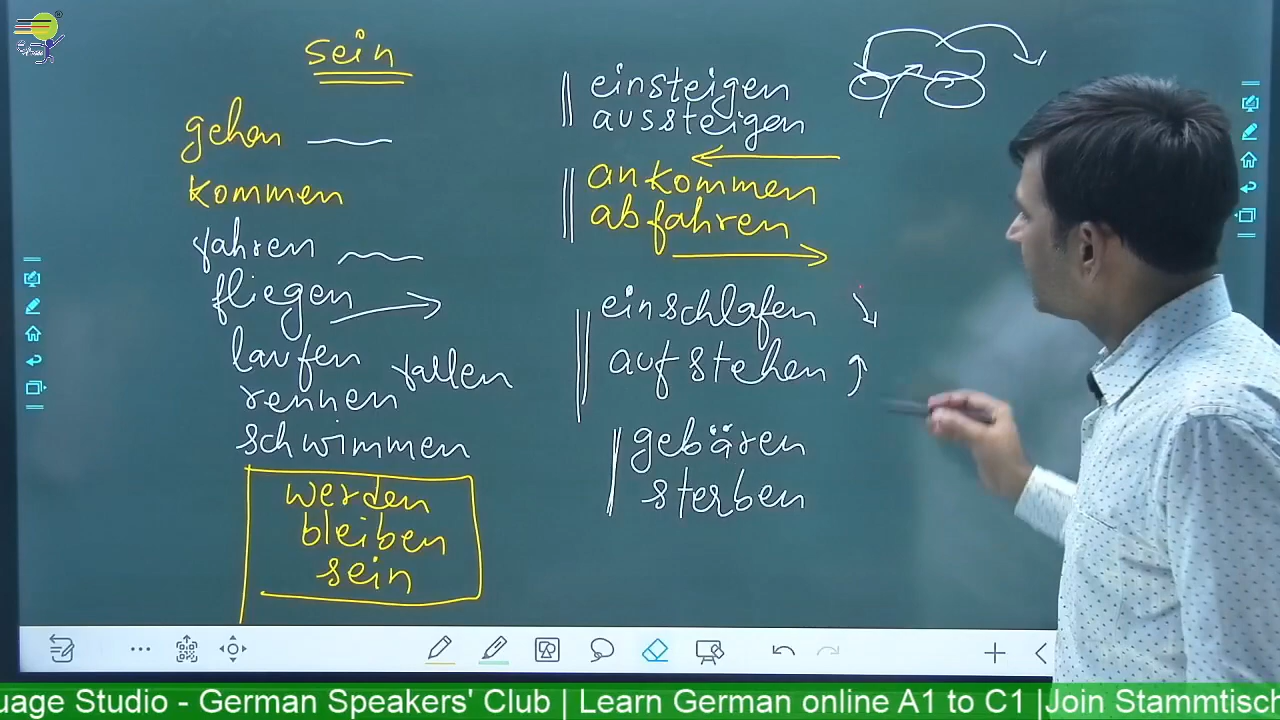 sein
gehen
kommen
fahren
fliegen
laufen
fallen
rennen
schwimmen
werden
bleiben
sein
einsteigen
aussteigen
ankommen
abfahren
einschlafen
aufstehen
gebären
sterben
uage Studio - German Speakers' Club | Learn German online A1 to C1 | Join Stammtisch